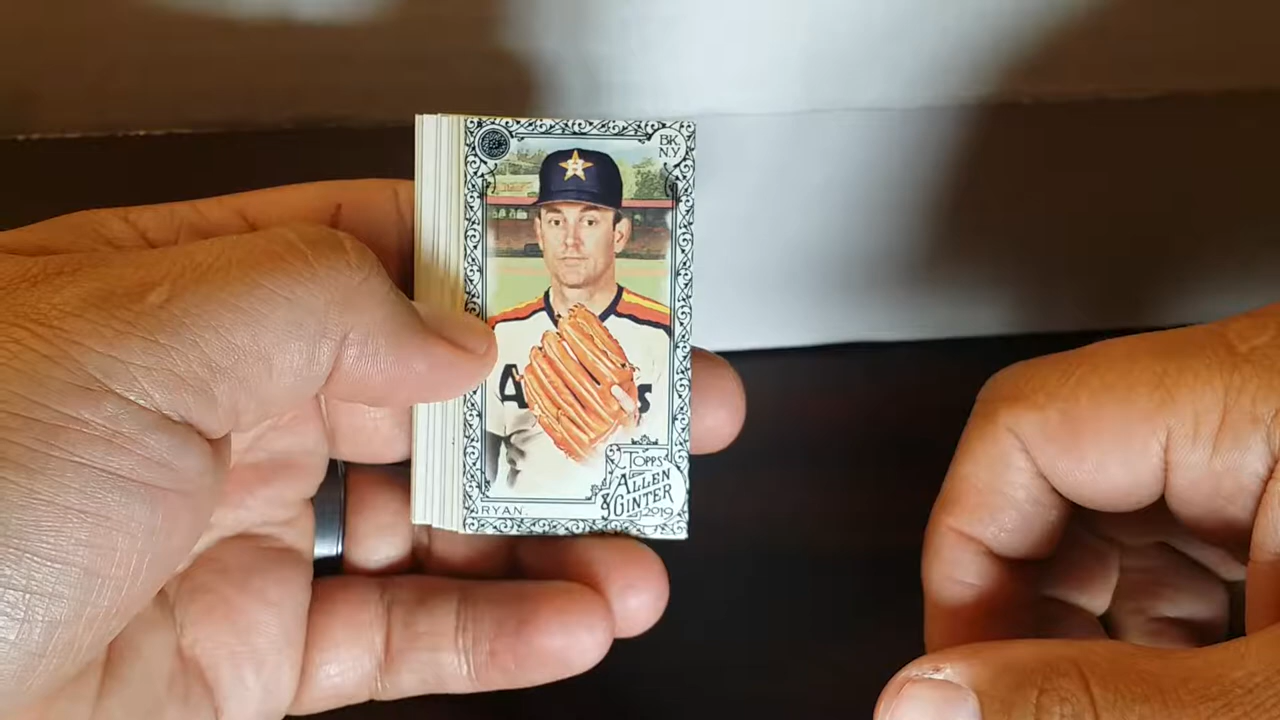 BK.
N.Y
A S
RYAN.
TOPPS
ALLEN
& GINTER
2019